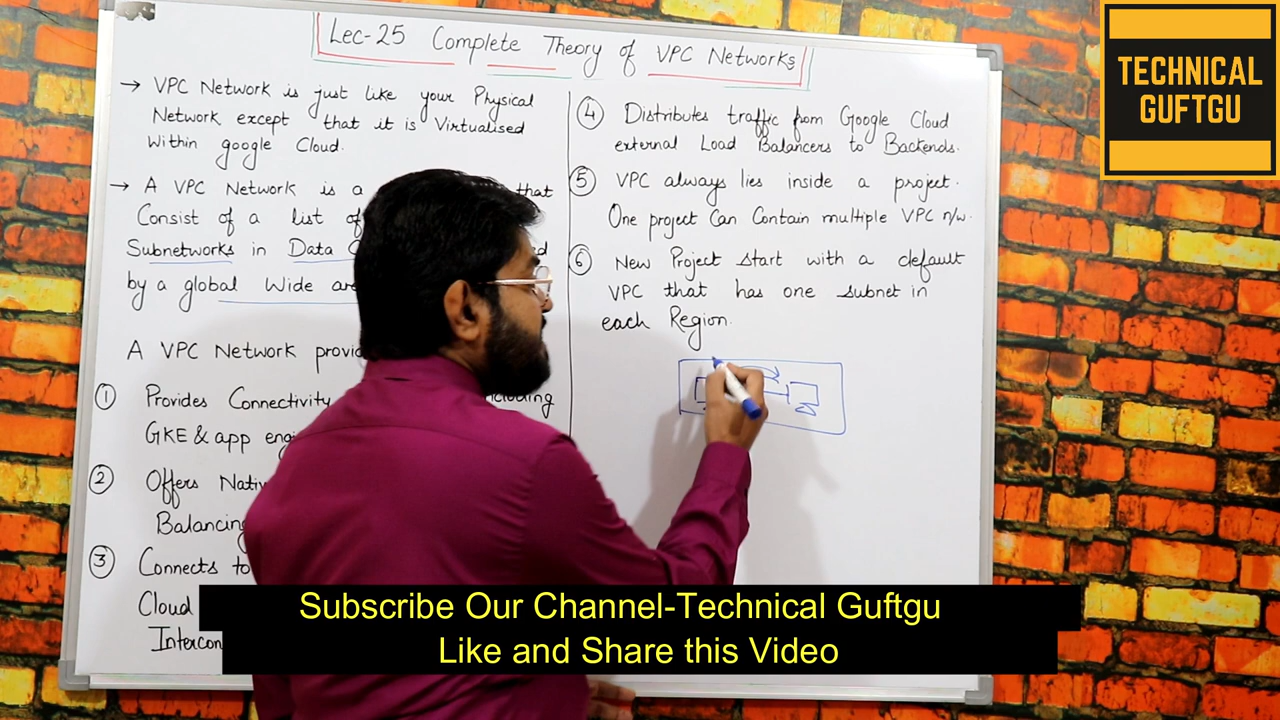 Lec-25 Complete Theory of VPC Networks
→ VPC Network is just like your Physical
Network except that it is Virtualised
Within google Cloud.
→ A VPC Network is a that
Consist of a list of
Subnetworks in Data
by a global Wide
A VPC Network
① Provides Connectivity including
GKE & app
② Offers
Balancing
③ Connects to
Cloud
④ Distributes traffic from Google Cloud
external Load Balancers to Backends.
⑤ VPC always lies inside a project.
One project Can Contain multiple VPC n/w.
⑥ New Project start with a default
VPC that has one subnet in
each Region.
TECHNICAL
GUFTGU
Subscribe Our Channel-Technical Guftgu
Like and Share this Video